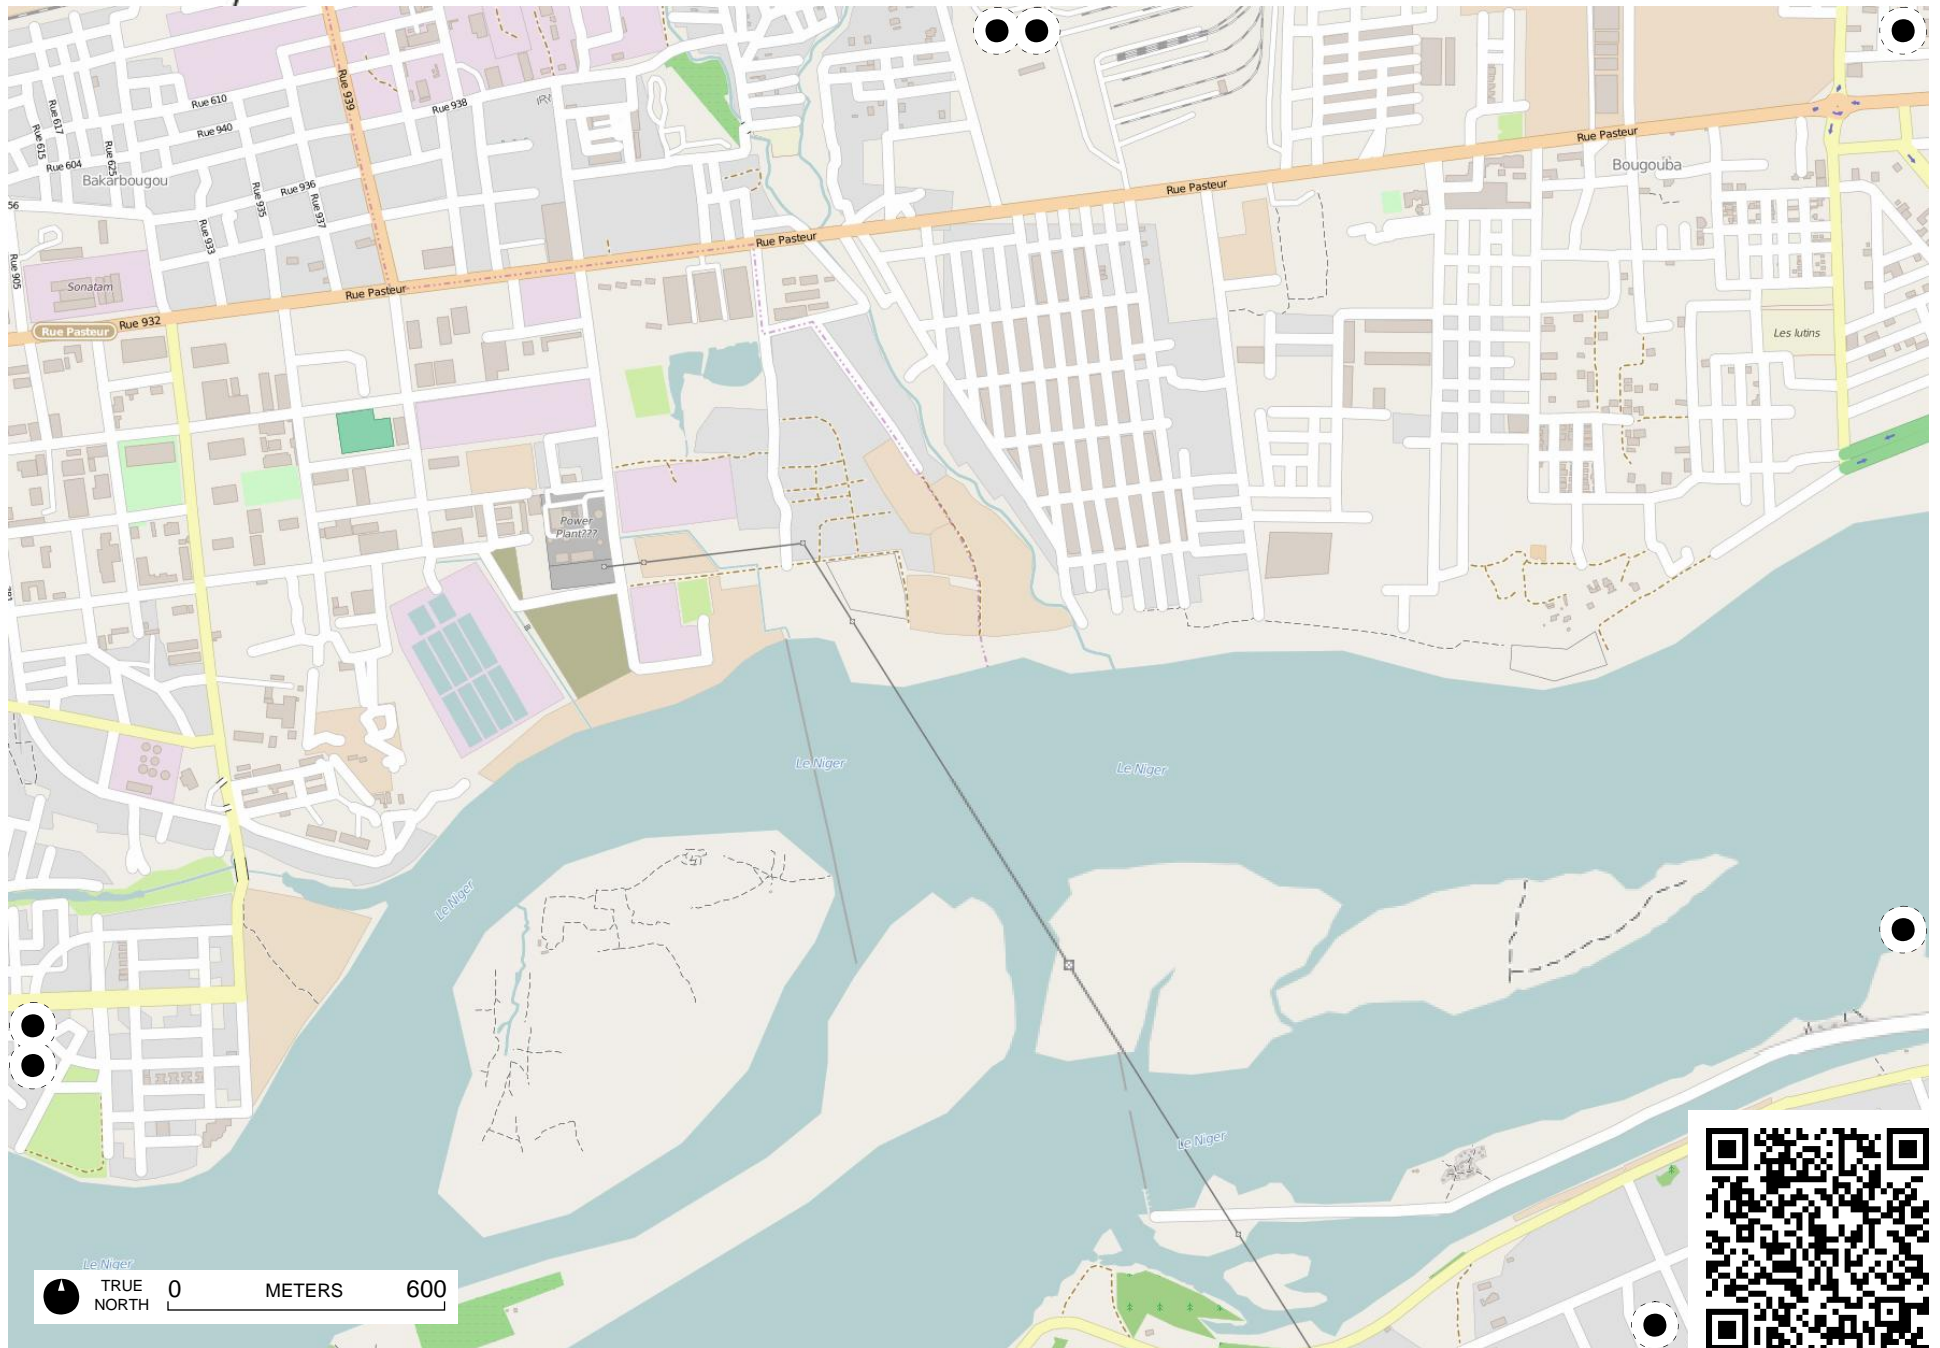 Rue 939
Rue 617
Rue 610
Rue 938
IRN
Rue 940
Rue 615
Rue 625
Rue 604
Bakarbougou
Rue 936
Rue 935
Rue 937
56
Rue 933
Rue 905
Sonatam
Rue Pasteur
Rue 932
Rue Pasteur
Rue Pasteur
Rue Pasteur
Rue Pasteur
Bougouba
Les lutins
Power
Plant???
Le Niger
Le Niger
Le Niger
Le Niger
Le Niger
TRUE
NORTH
0 METERS 600